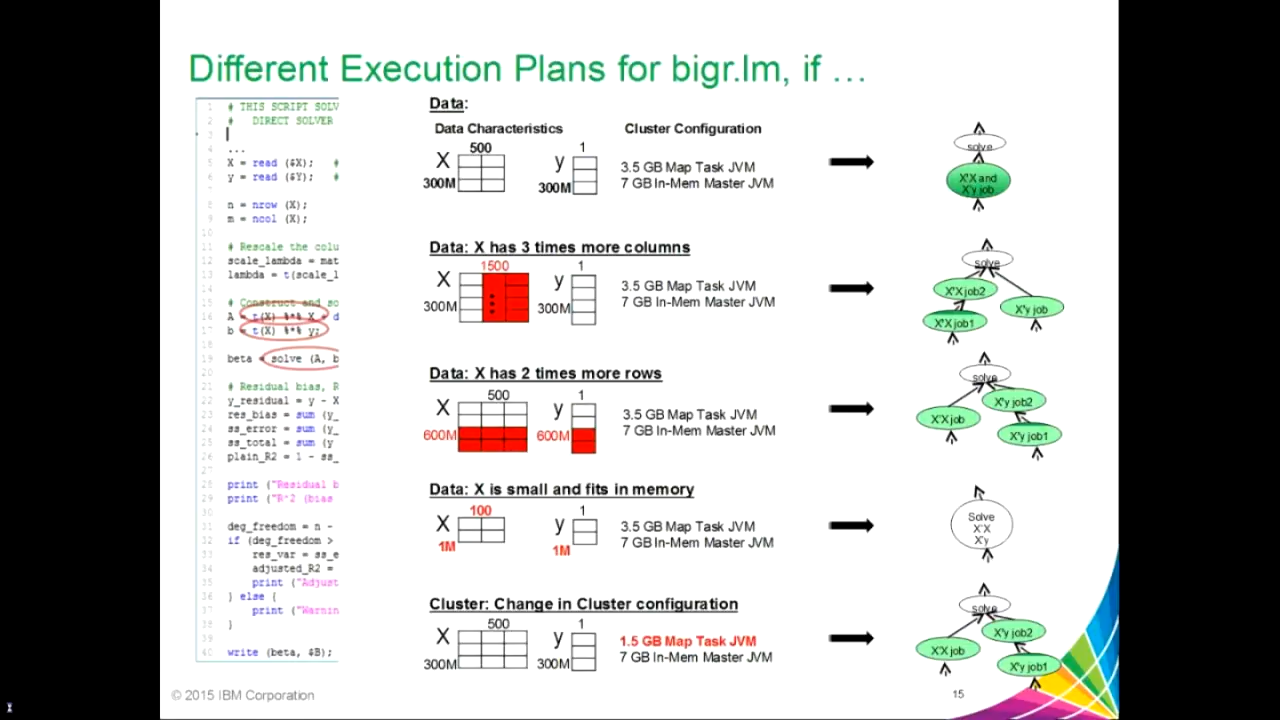 Different Execution Plans for bigr.lm, if …
1 # THIS SCRIPT SOLV
2 # DIRECT SOLVER
3
4 ...
5 X = read ($X); #
6 y = read ($Y); #
8 n = nrow (X);
9 m = ncol (X);
10
11 # Rescale the colu
12 scale_lambda = mat
13 lambda = t(scale_l
14
15 # Construct and so
16 A = t(X) %*% X + d
17 b = t(X) %*% y;
18
19 beta = solve (A, b
20
21 # Residual bias, R
22 y_residual = y - X
23 res_bias = sum (y_
24 ss_error = sum (y_
25 ss_total = sum (y
26 plain_R2 = 1 - ss_
27
28 print ("Residual b
29 print ("R^2 (bias
30
31 deg_freedom = n -
32 if (deg_freedom >
33 res_var = ss_e
34 adjusted_R2 =
35 print ("Adjust
36 } else {
37 print ("Warnin
38 }
39
40 write (beta, $B);
Data:
Data Characteristics Cluster Configuration
500 1
X y
300M 300M
3.5 GB Map Task JVM
7 GB In-Mem Master JVM
solve
X'X and
X'y job
Data: X has 3 times more columns
1500 1
X y
300M 300M
3.5 GB Map Task JVM
7 GB In-Mem Master JVM
solve
X'X job2
X'y job
X'X job1
Data: X has 2 times more rows
500 1
X y
600M 600M
3.5 GB Map Task JVM
7 GB In-Mem Master JVM
solve
X'y job2
X'X job
X'y job1
Data: X is small and fits in memory
100 1
X y
1M 1M
3.5 GB Map Task JVM
7 GB In-Mem Master JVM
Solve
X'X
X'y
Cluster: Change in Cluster configuration
500 1
X y
300M 300M
1.5 GB Map Task JVM
7 GB In-Mem Master JVM
solve
X'y job2
X'X job
X'y job1
© 2015 IBM Corporation
15